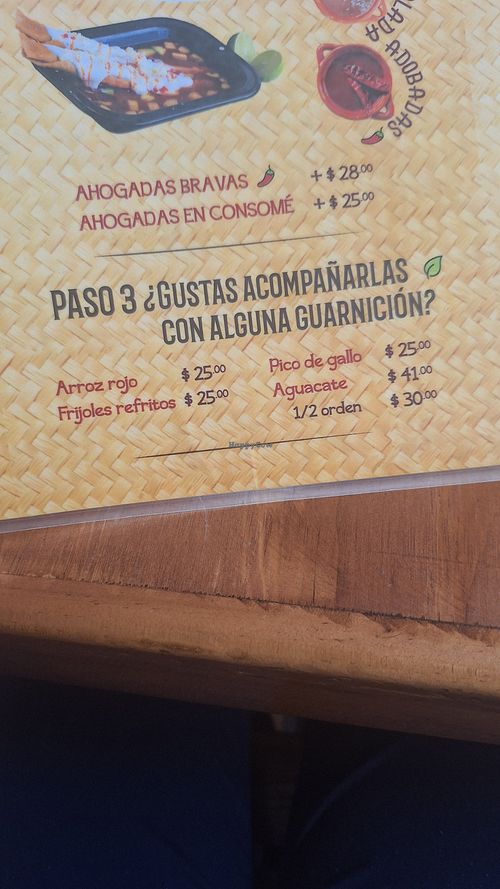 ADOBADAS
AHOGADAS BRAVAS + $ 28.00
AHOGADAS EN CONSOMÉ + $ 25.00
PASO 3 ¿GUSTAS ACOMPAÑARLAS
CON ALGUNA GUARNICIÓN?
Arroz rojo $ 25.00
Frijoles refritos $ 25.00
Pico de gallo $ 25.00
Aguacate $ 41.00
1/2 orden $ 30.00
HappyCow